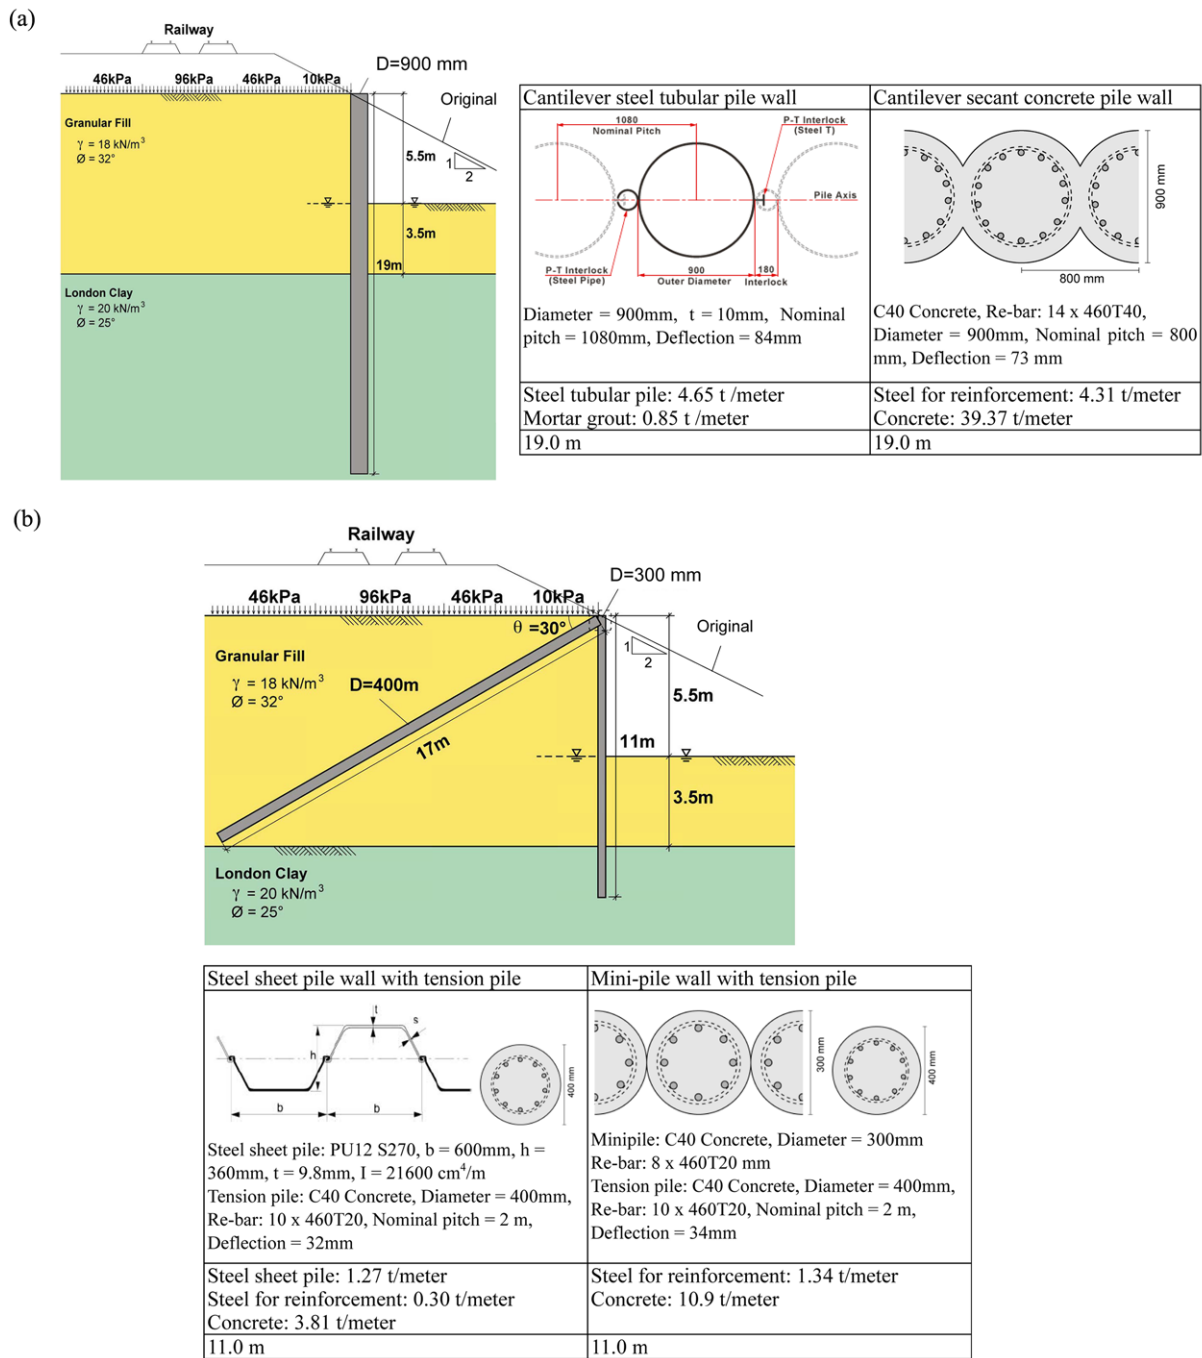 (a)
Railway
D=900 mm
46kPa 96kPa 46kPa 10kPa
Original
Granular Fill
γ = 18 kN/m³
Ø = 32°
5.5m
1
2
3.5m
19m
London Clay
γ = 20 kN/m³
Ø = 25°
Cantilever steel tubular pile wall
1080
Nominal Pitch
P-T Interlock
(Steel T)
Pile Axis
P-T Interlock
(Steel Pipe)
900
Outer Diameter
180
Interlock
Diameter = 900mm, t = 10mm, Nominal
pitch = 1080mm, Deflection = 84mm
Steel tubular pile: 4.65 t /meter
Mortar grout: 0.85 t /meter
19.0 m
Cantilever secant concrete pile wall
900 mm
800 mm
C40 Concrete, Re-bar: 14 x 460T40,
Diameter = 900mm, Nominal pitch = 800
mm, Deflection = 73 mm
Steel for reinforcement: 4.31 t/meter
Concrete: 39.37 t/meter
19.0 m
(b)
Railway
D=300 mm
46kPa 96kPa 46kPa 10kPa
θ =30°
Original
1
2
Granular Fill
γ = 18 kN/m³
Ø = 32°
D=400m
17m
5.5m
11m
3.5m
London Clay
γ = 20 kN/m³
Ø = 25°
Steel sheet pile wall with tension pile
t
s
h
b
b
400 mm
Steel sheet pile: PU12 S270, b = 600mm, h =
360mm, t = 9.8mm, I = 21600 cm⁴/m
Tension pile: C40 Concrete, Diameter = 400mm,
Re-bar: 10 x 460T20, Nominal pitch = 2 m,
Deflection = 32mm
Steel sheet pile: 1.27 t/meter
Steel for reinforcement: 0.30 t/meter
Concrete: 3.81 t/meter
11.0 m
Mini-pile wall with tension pile
300 mm
400 mm
Minipile: C40 Concrete, Diameter = 300mm
Re-bar: 8 x 460T20 mm
Tension pile: C40 Concrete, Diameter = 400mm,
Re-bar: 10 x 460T20, Nominal pitch = 2 m,
Deflection = 34mm
Steel for reinforcement: 1.34 t/meter
Concrete: 10.9 t/meter
11.0 m